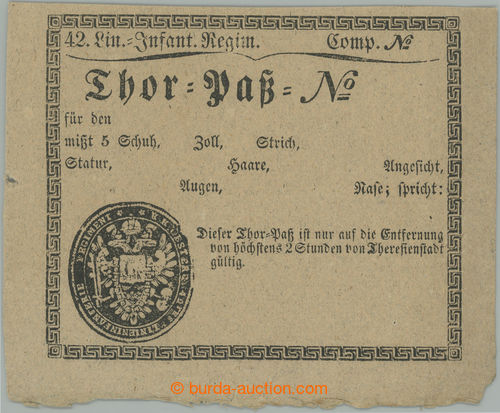 42. Lin.-Infant. Regim. Comp. №
Thor-Paß-№
für den
mißt 5 Schuh, Zoll, Strich,
Statur, Haare, Angesicht,
Augen, Nase; spricht:
Dieser Thor-Paß ist nur auf die Entfernung
von höchstens 2 Stunden von Theresienstadt
gültig.
LINIENINFANTERIE REGIMENT
© burda-auction.com